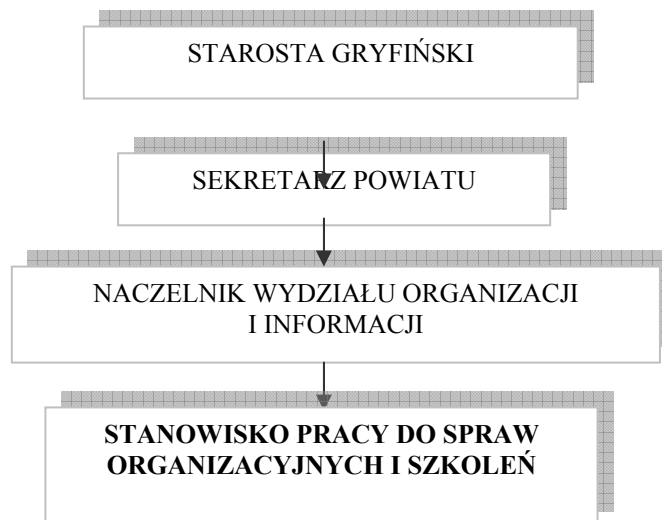 STAROSTA GRYFIŃSKI
SEKRETARZ POWIATU
NACZELNIK WYDZIAŁU ORGANIZACJI
I INFORMACJI
STANOWISKO PRACY DO SPRAW
ORGANIZACYJNYCH I SZKOLEŃ